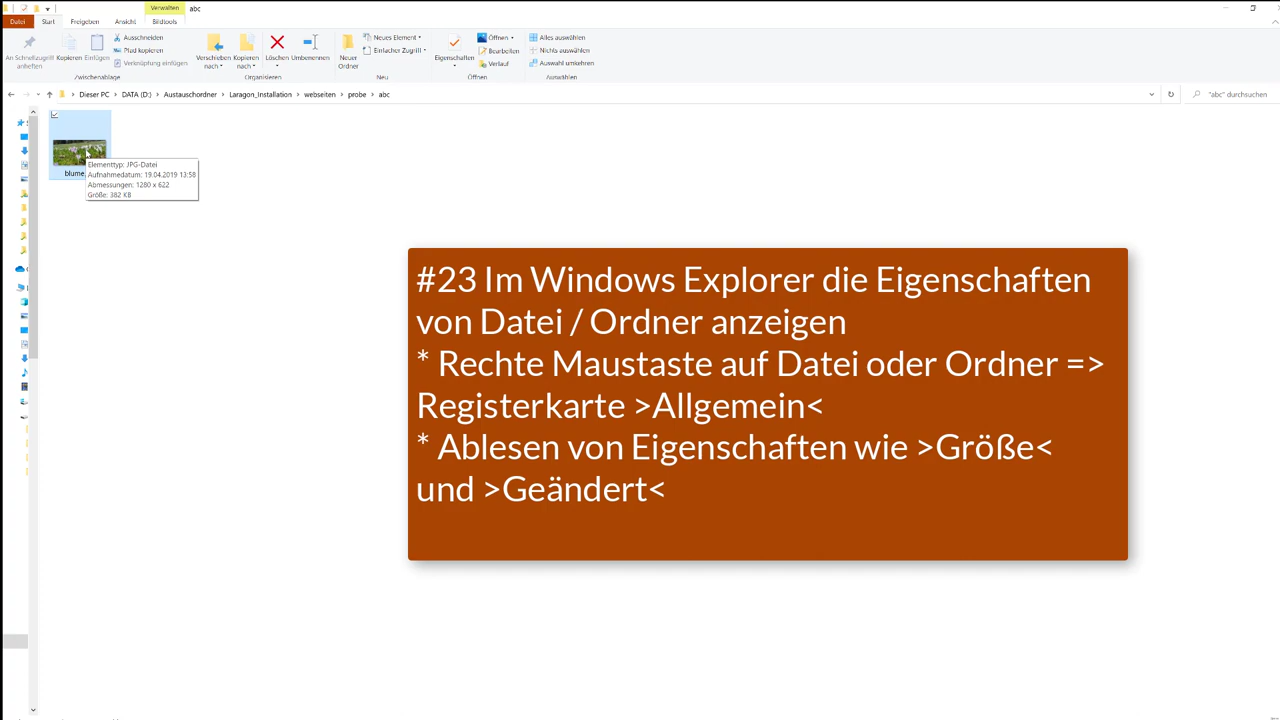 Verwalten
abc
Datei
Start
Freigeben
Ansicht
Bildtools
An Schnellzugriff anheften
Kopieren
Einfügen
Ausschneiden
Pfad kopieren
Verknüpfung einfügen
Zwischenablage
Verschieben nach
Kopieren nach
Löschen
Umbenennen
Organisieren
Neuer Ordner
Neues Element
Einfacher Zugriff
Neu
Eigenschaften
Öffnen
Bearbeiten
Verlauf
Öffnen
Alles auswählen
Nichts auswählen
Auswahl umkehren
Auswählen
Dieser PC > DATA (D:) > Austauschordner > Laragon_Installation > webseiten > probe > abc
"abc" durchsuchen
blume
Elementtyp: JPG-Datei
Aufnahmedatum: 19.04.2019 13:58
Abmessungen: 1280 x 622
Größe: 382 KB
#23 Im Windows Explorer die Eigenschaften
von Datei / Ordner anzeigen
* Rechte Maustaste auf Datei oder Ordner =>
Registerkarte >Allgemein<
* Ablesen von Eigenschaften wie >Größe<
und >Geändert<